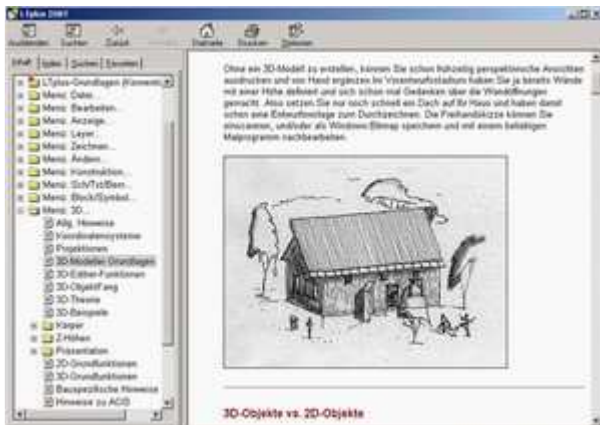 LTplus 2001
Ausblenden Suchen Zurück Startseite Drucken Optionen
Inhalt Index Suchen Favoriten
LTplus-Grundlagen
Menü: Datei...
Menü: Bearbeiten...
Menü: Anzeige...
Menü: Layer...
Menü: Zeichnen...
Menü: Ändern...
Menü: Konstruktion...
Menü: Sch/Txt/Bem...
Menü: Block/Symbol...
Menü: 3D...
Allg. Hinweise
Koordinatensysteme
Projektionen
3D-Modeller Grundlagen
3D-Editier-Funktionen
3D-Objektfang
3D-Theorie
3D-Beispiele
Körper
Z-Höhen
Präsentation
2D-Grundfunktionen
3D-Grundfunktionen
Bauspezifische Hinweise
Hinweise zu ACIS
Ohne ein 3D-Modell zu erstellen, können Sie schon frühzeitig perspektivische Ansichten
ausdrucken und von Hand ergänzen. Im Vorentwurfsstadium haben Sie ja bereits Wände
mit einer Höhe definiert und sich schon mal Gedanken über die Wandöffnungen
gemacht. Also setzen Sie nur noch schnell ein Dach auf Ihr Haus und haben damit
schon eine Entwurfsvorlage zum Durchzeichnen. Die Freihandskizze können Sie
einscannen, und/oder als Windows-Bitmap speichern und mit einem beliebigen
Malprogramm nachbearbeiten.
3D-Objekte vs. 2D-Objekte